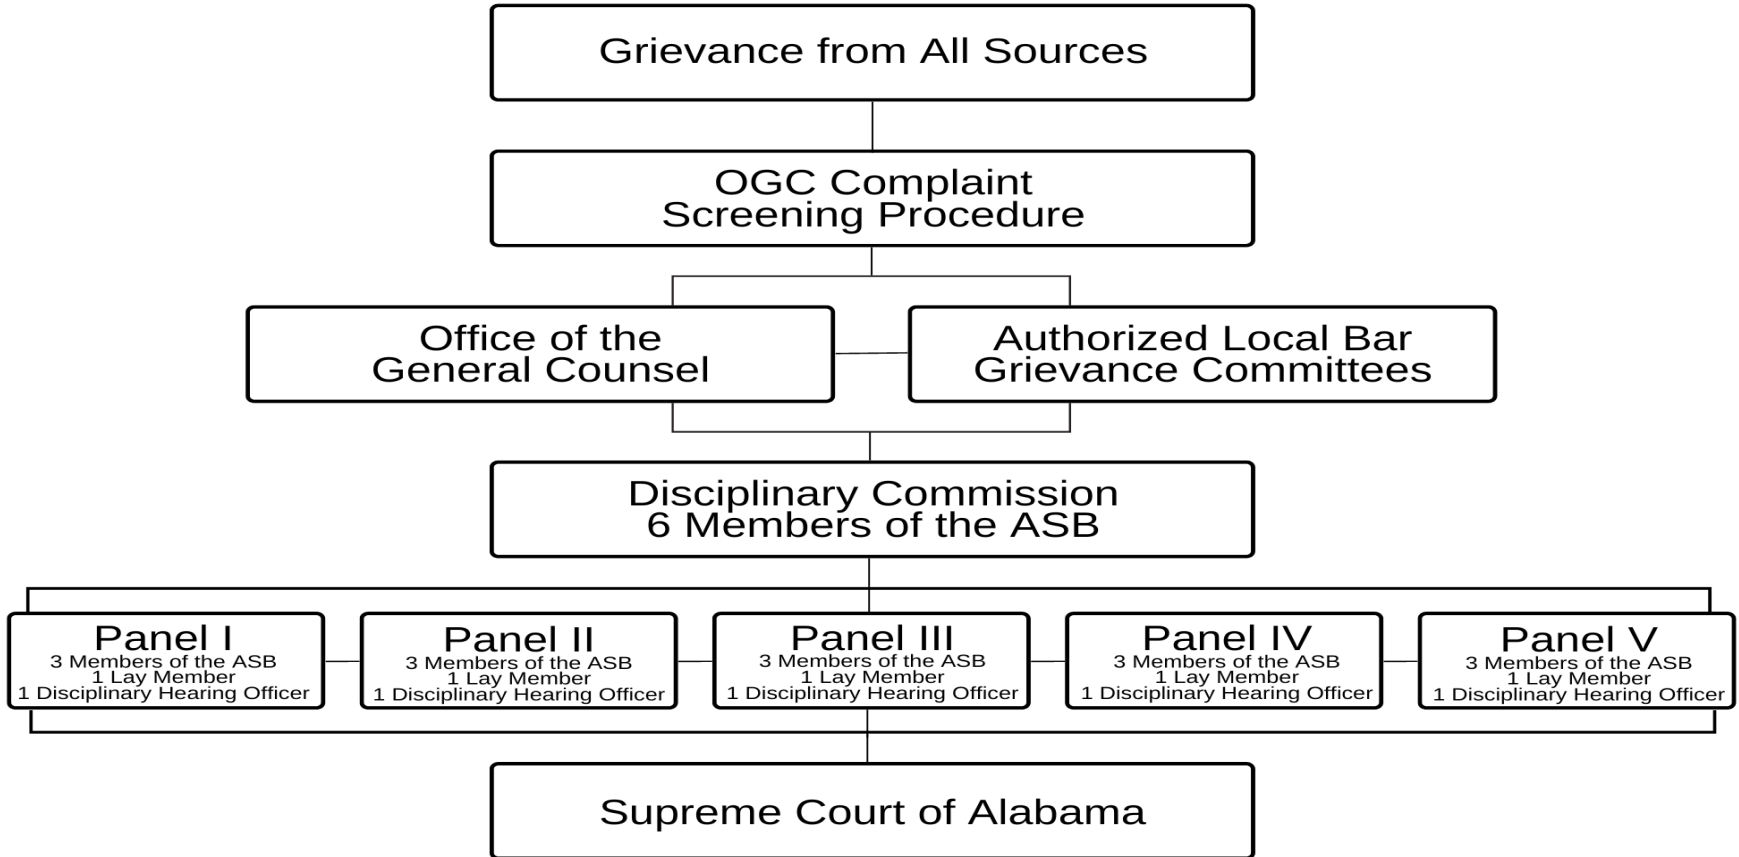 Grievance from All Sources
OGC Complaint
Screening Procedure
Office of the
General Counsel
Authorized Local Bar
Grievance Committees
Disciplinary Commission
6 Members of the ASB
Panel I
3 Members of the ASB
1 Lay Member
1 Disciplinary Hearing Officer
Panel II
3 Members of the ASB
1 Lay Member
1 Disciplinary Hearing Officer
Panel III
3 Members of the ASB
1 Lay Member
1 Disciplinary Hearing Officer
Panel IV
3 Members of the ASB
1 Lay Member
1 Disciplinary Hearing Officer
Panel V
3 Members of the ASB
1 Lay Member
1 Disciplinary Hearing Officer
Supreme Court of Alabama